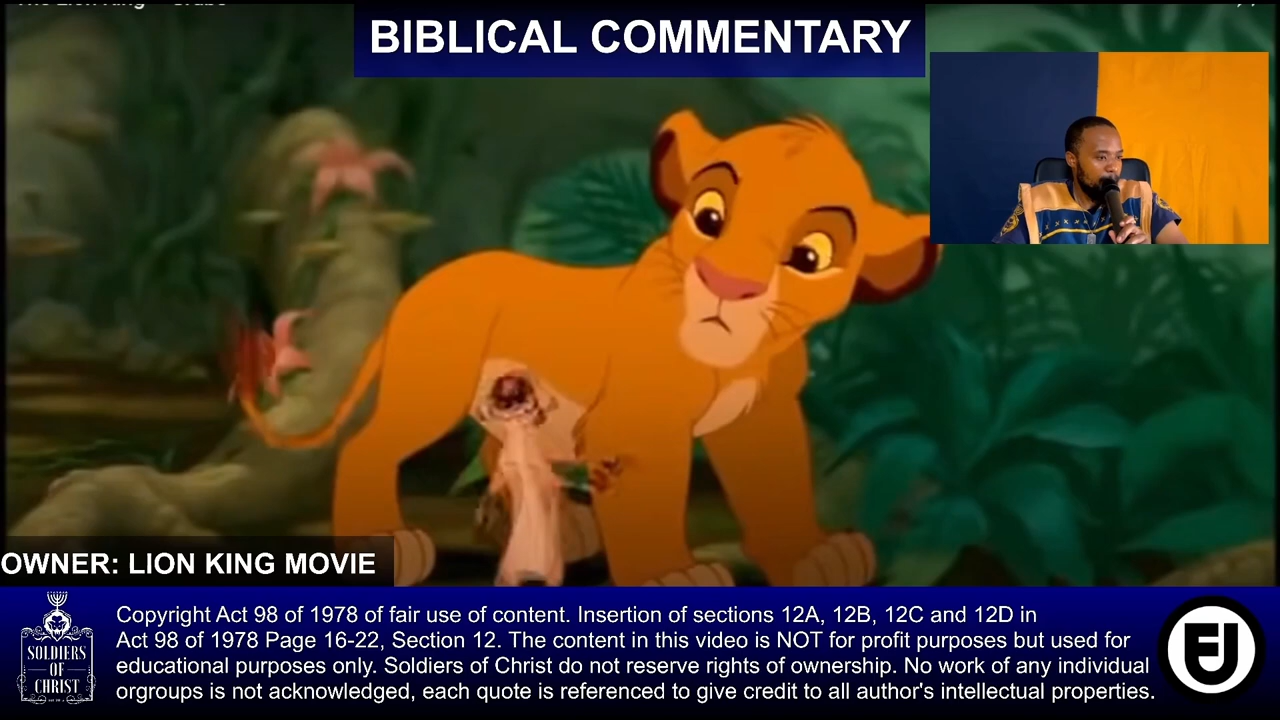 BIBLICAL COMMENTARY
OWNER: LION KING MOVIE
SOLDIERS
OF
CHRIST
Copyright Act 98 of 1978 of fair use of content. Insertion of sections 12A, 12B, 12C and 12D in
Act 98 of 1978 Page 16-22, Section 12. The content in this video is NOT for profit purposes but used for
educational purposes only. Soldiers of Christ do not reserve rights of ownership. No work of any individual
orgroups is not acknowledged, each quote is referenced to give credit to all author's intellectual properties.